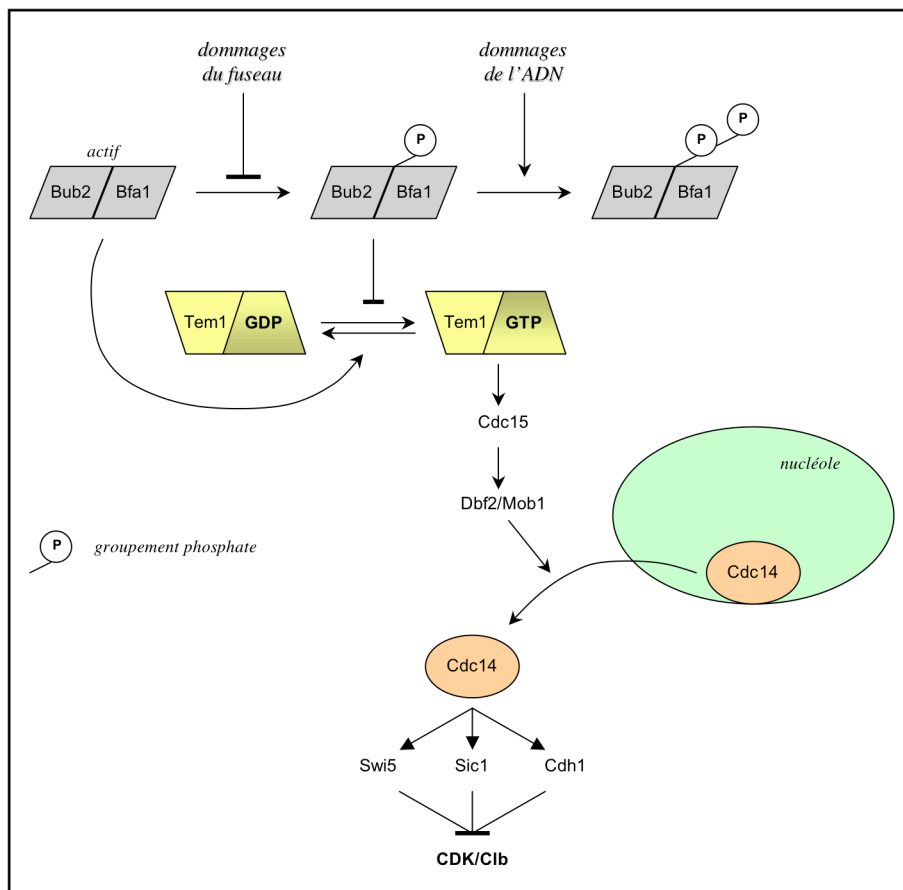 dommages
du fuseau
dommages
de l'ADN
P
P
P
actif
Bub2 Bfa1
Bub2 Bfa1
Bub2 Bfa1
Tem1 GDP
Tem1 GTP
Cdc15
nucléole
Dbf2/Mob1
P groupement phosphate
Cdc14
Cdc14
Swi5 Sic1 Cdh1
CDK/Clb